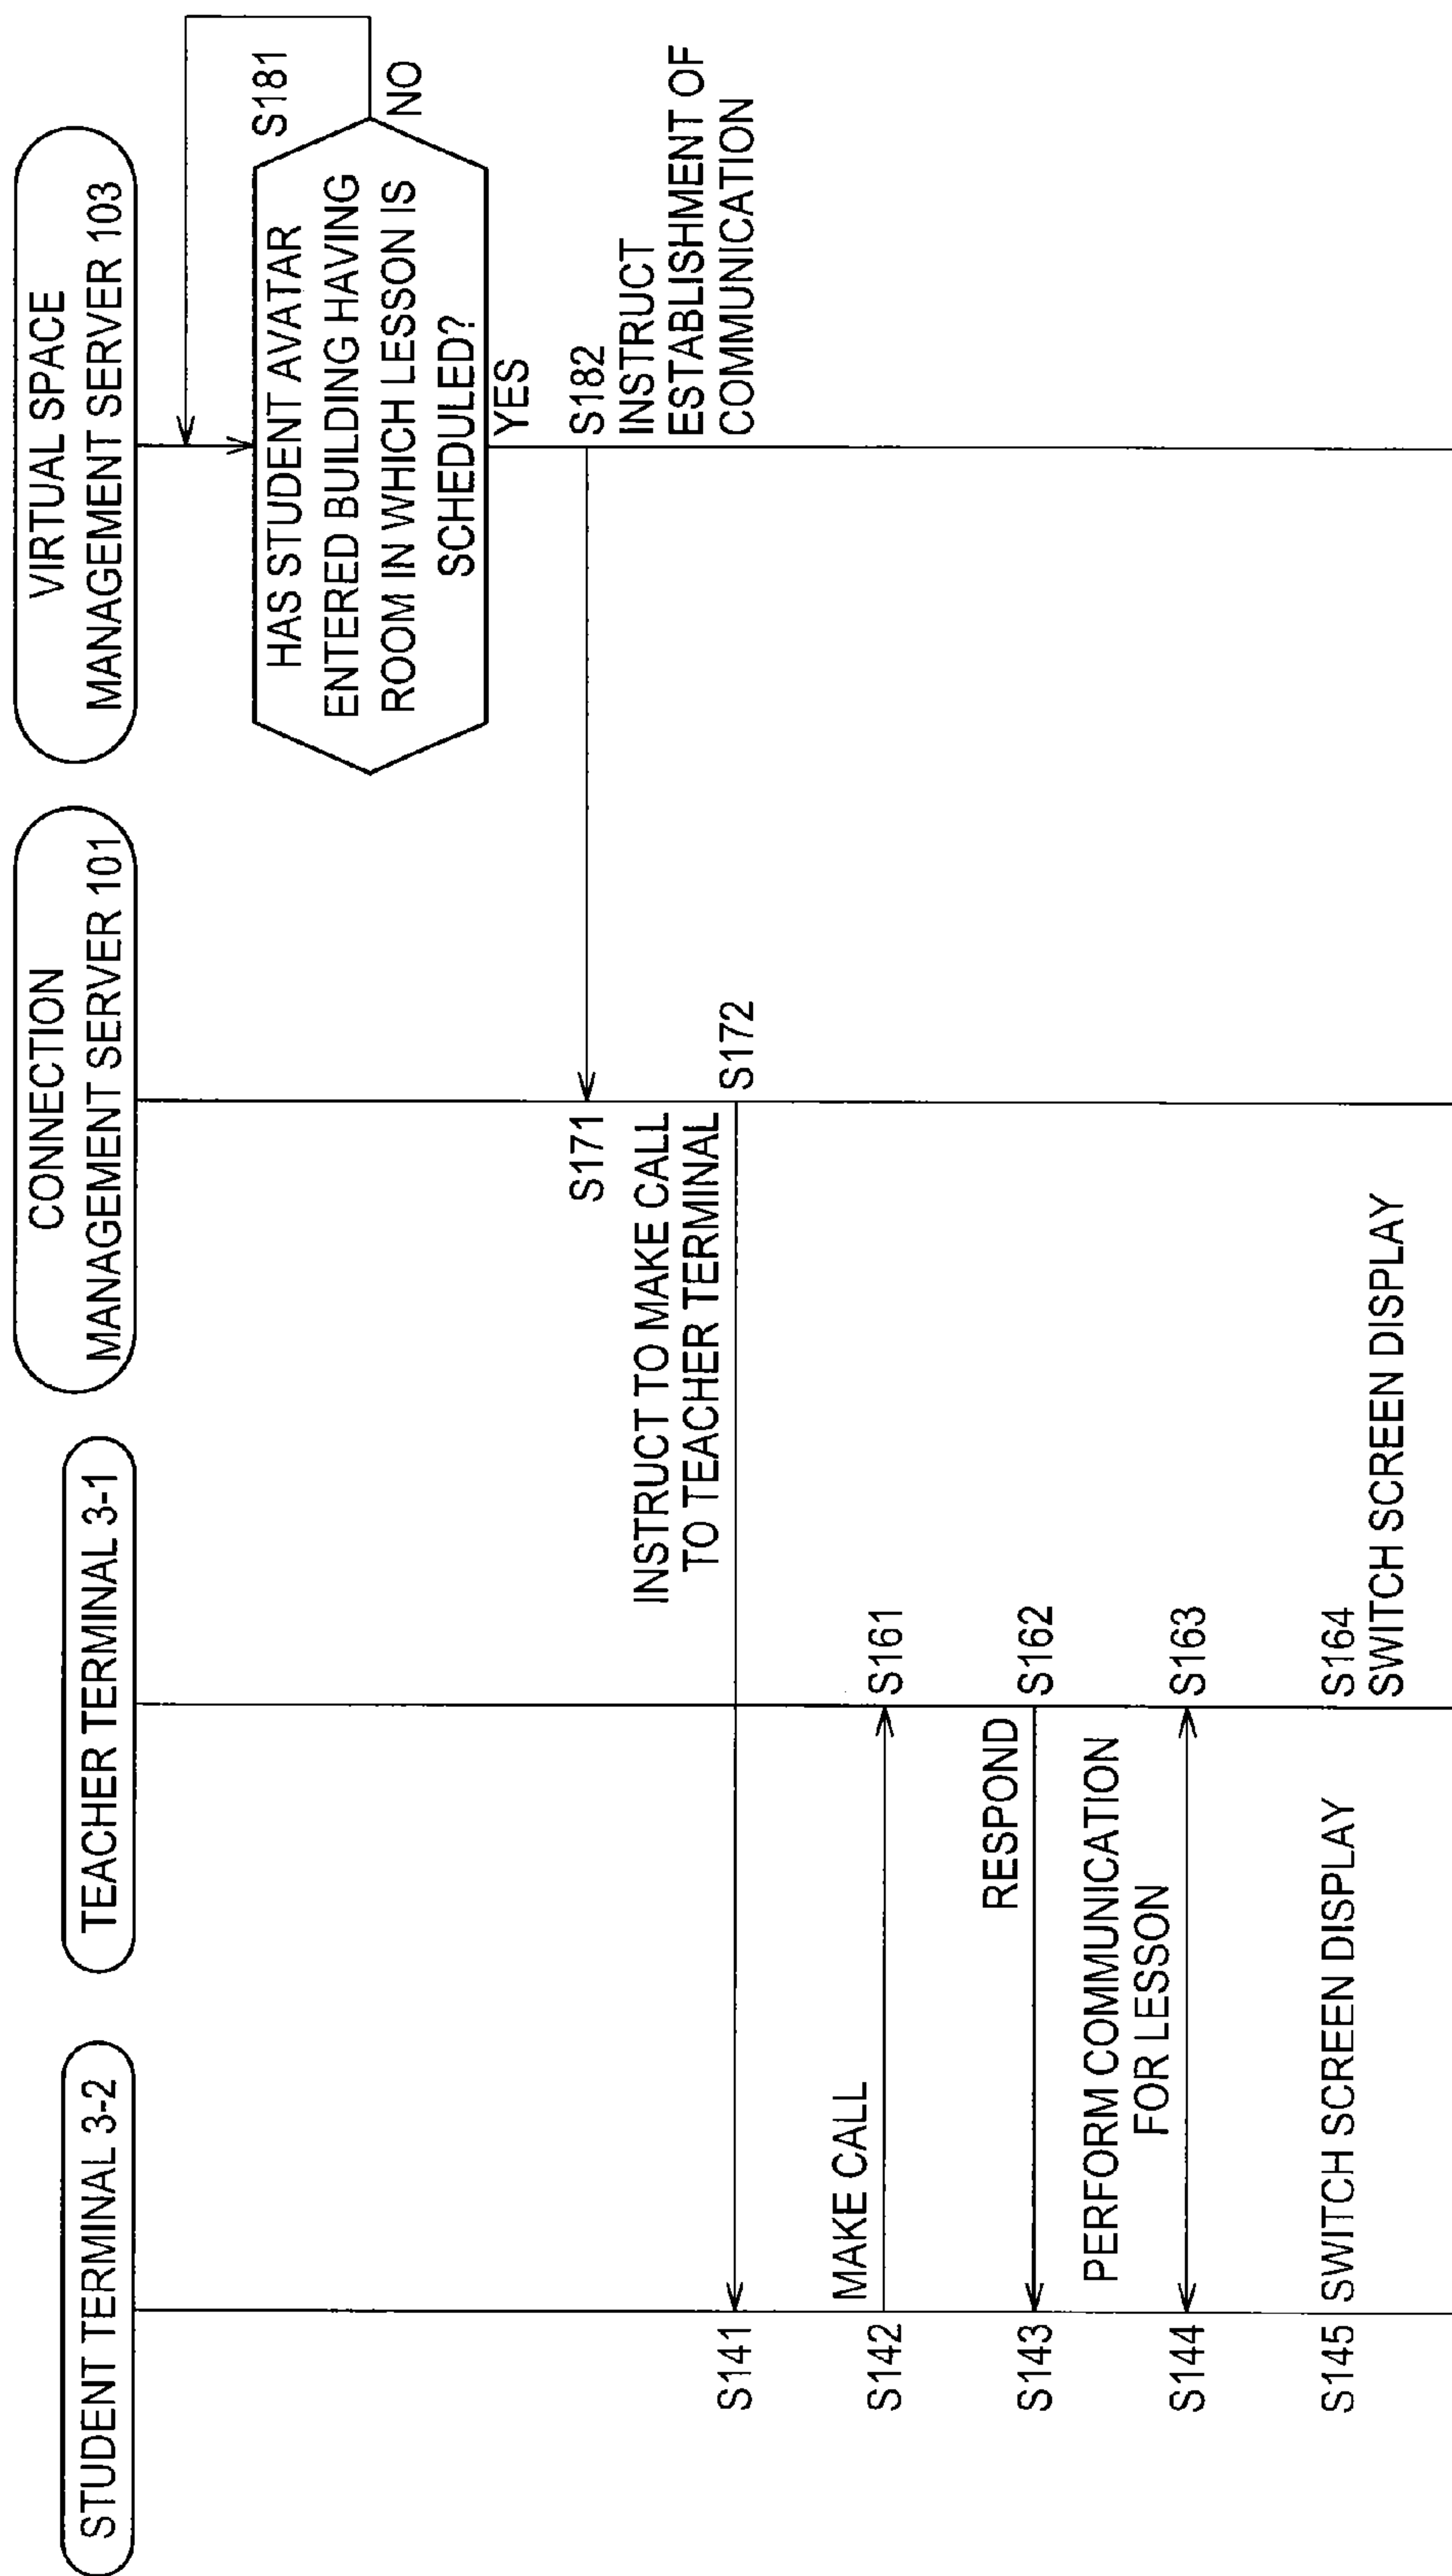 STUDENT TERMINAL 3-2
TEACHER TERMINAL 3-1
CONNECTION
MANAGEMENT SERVER 101
VIRTUAL SPACE
MANAGEMENT SERVER 103
S181
HAS STUDENT AVATAR
ENTERED BUILDING HAVING
ROOM IN WHICH LESSON IS
SCHEDULED?
NO
YES
S171
S182
INSTRUCT
ESTABLISHMENT OF
COMMUNICATION
INSTRUCT TO MAKE CALL
TO TEACHER TERMINAL
S141
S172
MAKE CALL
S142
S161
RESPOND
S143
S162
PERFORM COMMUNICATION
FOR LESSON
S144
S163
S145 SWITCH SCREEN DISPLAY
S164
SWITCH SCREEN DISPLAY